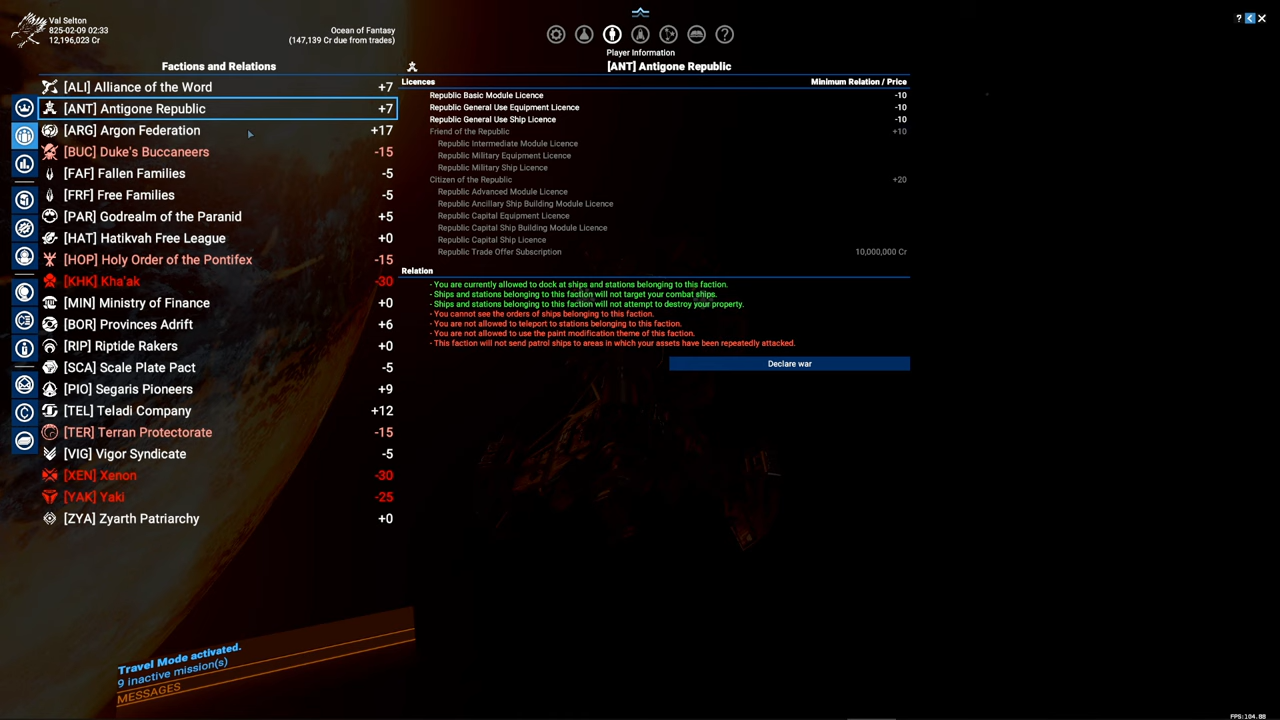 Val Selton
825-02-09 02:33
12,196,023 Cr
Ocean of Fantasy
(147,139 Cr due from trades)
Player Information
? < X
Factions and Relations
[ALI] Alliance of the Word +7
[ANT] Antigone Republic +7
[ARG] Argon Federation +17
[BUC] Duke's Buccaneers -15
[FAF] Fallen Families -5
[FRF] Free Families -5
[PAR] Godrealm of the Paranid +5
[HAT] Hatikvah Free League +0
[HOP] Holy Order of the Pontifex -15
[KHK] Kha'ak -30
[MIN] Ministry of Finance +0
[BOR] Provinces Adrift +6
[RIP] Riptide Rakers +0
[SCA] Scale Plate Pact -5
[PIO] Segaris Pioneers +9
[TEL] Teladi Company +12
[TER] Terran Protectorate -15
[VIG] Vigor Syndicate -5
[XEN] Xenon -30
[YAK] Yaki -25
[ZYA] Zyarth Patriarchy +0
[ANT] Antigone Republic
Licences Minimum Relation / Price
Republic Basic Module Licence -10
Republic General Use Equipment Licence -10
Republic General Use Ship Licence -10
Friend of the Republic +10
Republic Intermediate Module Licence
Republic Military Equipment Licence
Republic Military Ship Licence
Citizen of the Republic +20
Republic Advanced Module Licence
Republic Ancillary Ship Building Module Licence
Republic Capital Equipment Licence
Republic Capital Ship Building Module Licence
Republic Capital Ship Licence
Republic Trade Offer Subscription 10,000,000 Cr
Relation
- You are currently allowed to dock at ships and stations belonging to this faction.
- Ships and stations belonging to this faction will not target your combat ships.
- Ships and stations belonging to this faction will not attempt to destroy your property.
- You cannot see the orders of ships belonging to this faction.
- You are not allowed to teleport to stations belonging to this faction.
- You are not allowed to use the paint modification theme of this faction.
- This faction will not send patrol ships to areas in which your assets have been repeatedly attacked.
Declare war
Travel Mode activated.
9 inactive mission(s)
MESSAGES
FPS:104.88